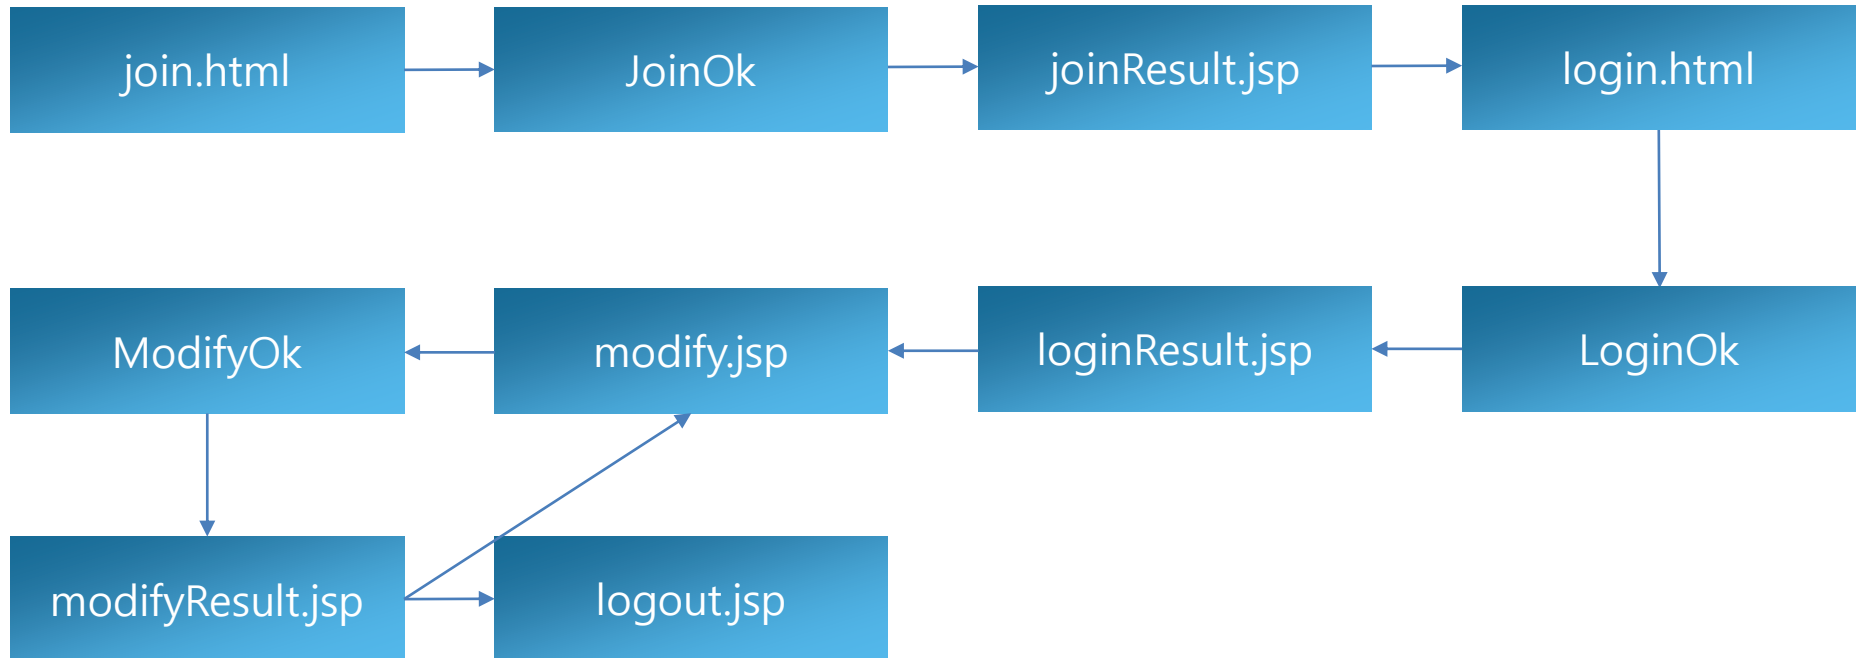 join.html
JoinOk
joinResult.jsp
login.html
ModifyOk
modify.jsp
loginResult.jsp
LoginOk
modifyResult.jsp
logout.jsp